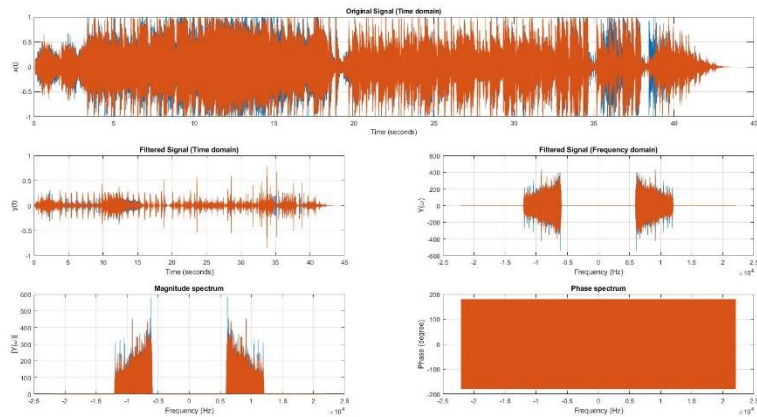 Original Signal (Time domain)
1
0.5
x(t)
0
0.5
-1
0 5 10 15 20 25 30 35 40 45
Time (seconds)
Filtered Signal (Time domain)
1
0.5
y(t)
0
-0.5
-1
0 5 10 15 20 25 30 35 40 45
Time (seconds)
Filtered Signal (Frequency domain)
600
400
200
Y(ω)
0
-200
-400
-600
-2.5 -2 -1.5 -1 -0.5 0 0.5 1 1.5 2 2.5
Frequency (Hz)
× 10⁴
Magnitude spectrum
600
500
400
|Y(ω)|
300
200
100
0
-2.5 -2 -1.5 -1 -0.5 0 0.5 1 1.5 2 2.5
Frequency (Hz)
× 10⁴
Phase spectrum
200
100
Phase (degree)
0
-100
-200
-2.5 -2 -1.5 -1 -0.5 0 0.5 1 1.5 2 2.5
Frequency (Hz)
× 10⁴